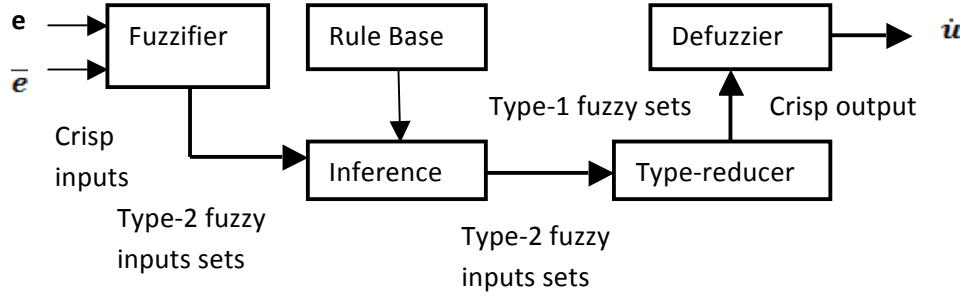 e
Fuzzifier
Rule Base
Defuzzier
u̇
e̅
Type-1 fuzzy sets
Crisp output
Crisp
inputs
Inference
Type-reducer
Type-2 fuzzy
inputs sets
Type-2 fuzzy
inputs sets